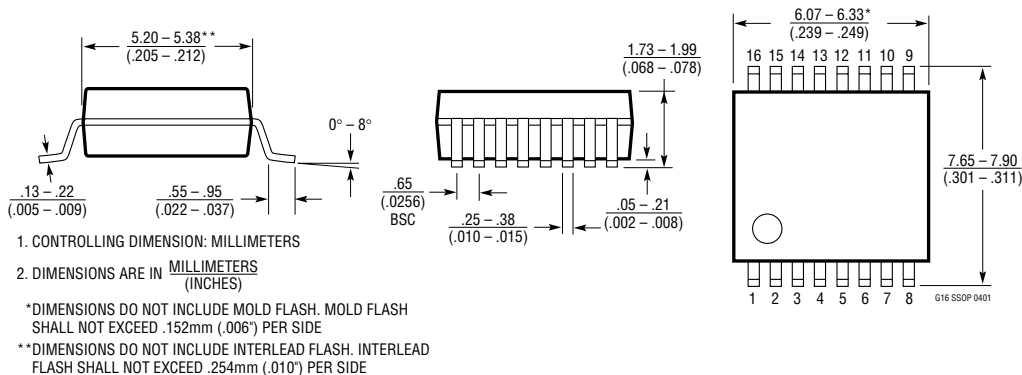 5.20 – 5.38**
(.205 – .212)
0° – 8°
.13 – .22
(.005 – .009)
.55 – .95
(.022 – .037)
1.73 – 1.99
(.068 – .078)
.65
(.0256)
BSC
.25 – .38
(.010 – .015)
.05 – .21
(.002 – .008)
6.07 – 6.33*
(.239 – .249)
16 15 14 13 12 11 10 9
7.65 – 7.90
(.301 – .311)
1 2 3 4 5 6 7 8
G16 SSOP 0401
1. CONTROLLING DIMENSION: MILLIMETERS
2. DIMENSIONS ARE IN MILLIMETERS
(INCHES)
*DIMENSIONS DO NOT INCLUDE MOLD FLASH. MOLD FLASH
SHALL NOT EXCEED .152mm (.006") PER SIDE
**DIMENSIONS DO NOT INCLUDE INTERLEAD FLASH. INTERLEAD
FLASH SHALL NOT EXCEED .254mm (.010") PER SIDE